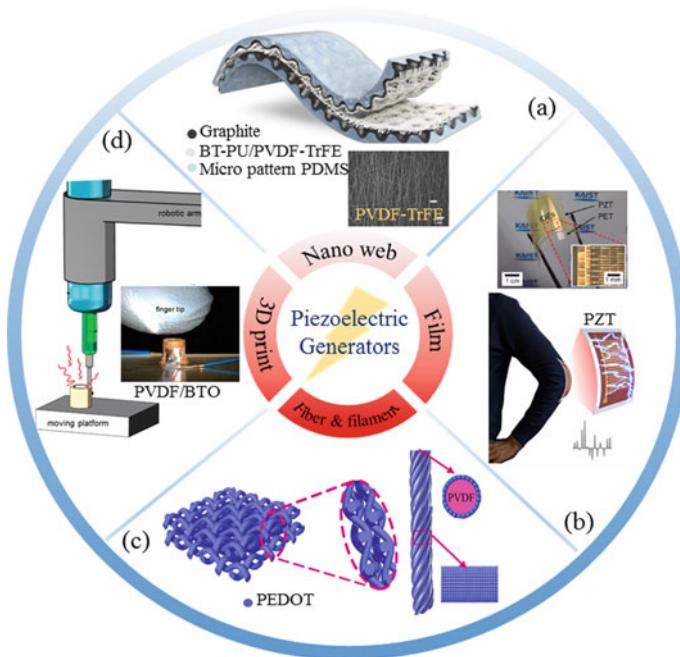 (a)
Graphite
BT-PU/PVDF-TrFE
Micro pattern PDMS
PVDF-TrFE
(d)
robotic arm
finger tip
PVDF/BTO
moving platform
Nano web
3D print
Piezoelectric
Generators
Film
Fiber & filament
KAIST
PZT
PET
1 cm
1 mm
PZT
(b)
(c)
PEDOT
PVDF